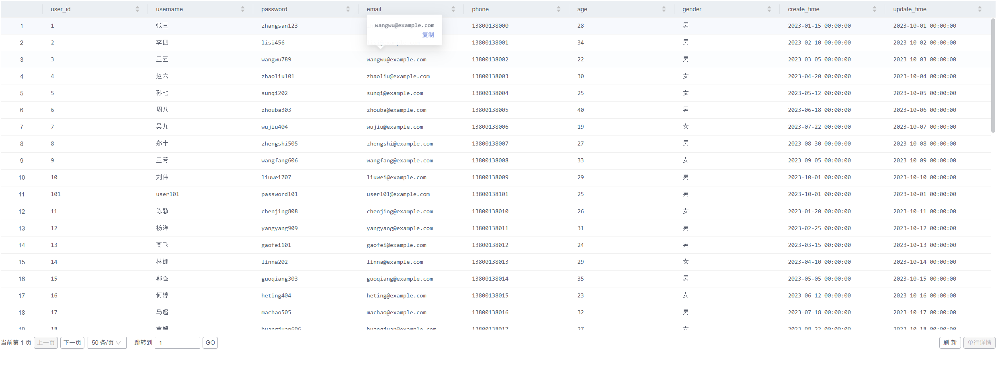 user_id username password email phone age gender create_time update_time
1 1 张三 zhangsan123 13800138000 28 男 2023-01-15 00:00:00 2023-10-01 00:00:00
wangwu@example.com
复制
2 2 李四 lisi456 13800138001 34 男 2023-02-10 00:00:00 2023-10-02 00:00:00
3 3 王五 wangwu789 wangwu@example.com 13800138002 22 男 2023-03-05 00:00:00 2023-10-03 00:00:00
4 4 赵六 zhaoliu101 zhaoliu@example.com 13800138003 30 女 2023-04-20 00:00:00 2023-10-04 00:00:00
5 5 孙七 sunqi202 sunqi@example.com 13800138004 25 女 2023-05-12 00:00:00 2023-10-05 00:00:00
6 6 周八 zhouba303 zhouba@example.com 13800138005 40 男 2023-06-18 00:00:00 2023-10-06 00:00:00
7 7 吴九 wujiu404 wujiu@example.com 13800138006 19 女 2023-07-22 00:00:00 2023-10-07 00:00:00
8 8 郑十 zhengshi505 zhengshi@example.com 13800138007 27 男 2023-08-30 00:00:00 2023-10-08 00:00:00
9 9 王芳 wangfang606 wangfang@example.com 13800138008 33 女 2023-09-05 00:00:00 2023-10-09 00:00:00
10 10 刘伟 liuwei707 liuwei@example.com 13800138009 29 男 2023-10-01 00:00:00 2023-10-10 00:00:00
11 101 user101 password101 user101@example.com 13800138101 25 男 2023-10-01 00:00:00 2023-10-01 00:00:00
12 11 陈静 chenjing808 chenjing@example.com 13800138010 26 女 2023-01-20 00:00:00 2023-10-11 00:00:00
13 12 杨洋 yangyang909 yangyang@example.com 13800138011 31 男 2023-02-25 00:00:00 2023-10-12 00:00:00
14 13 高飞 gaofei101 gaofei@example.com 13800138012 24 男 2023-03-15 00:00:00 2023-10-13 00:00:00
15 14 林娜 linna202 linna@example.com 13800138013 29 女 2023-04-10 00:00:00 2023-10-14 00:00:00
16 15 郭强 guoqiang303 guoqiang@example.com 13800138014 35 男 2023-05-05 00:00:00 2023-10-15 00:00:00
17 16 何婷 heting404 heting@example.com 13800138015 23 女 2023-06-12 00:00:00 2023-10-16 00:00:00
18 17 马超 machao505 machao@example.com 13800138016 32 男 2023-07-18 00:00:00 2023-10-17 00:00:00
19 18 黄娟 huangjuan606 huangjuan@example.com 13800138017 27 女 2023-08-22 00:00:00 2023-10-18 00:00:00
当前第 1 页 上一页 下一页 50 条/页 跳转到 1 GO 刷 新 单行详情